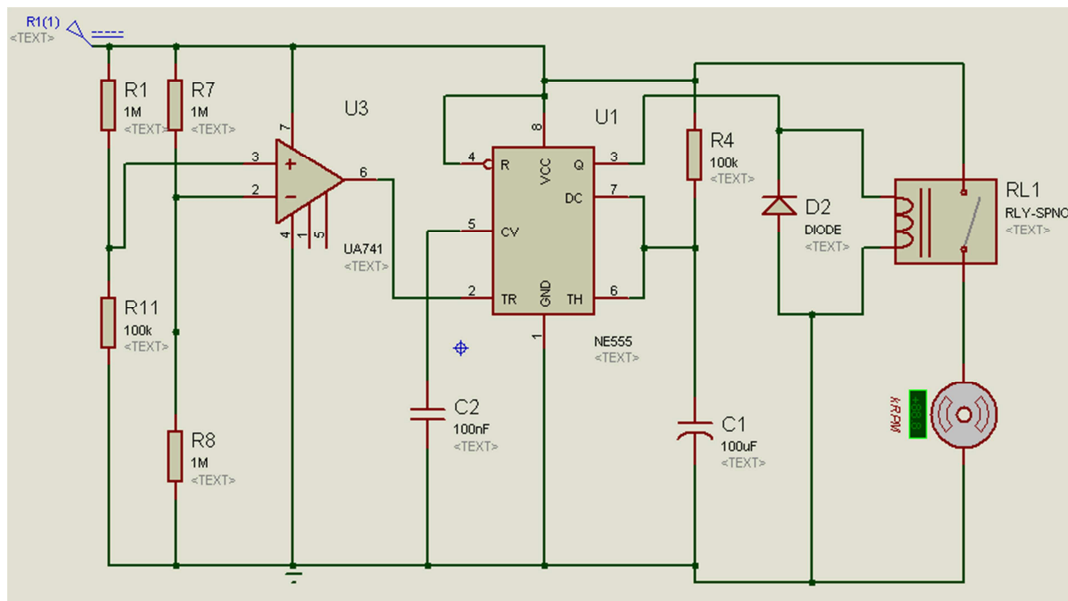 R1(1)
<TEXT>
R1
1M
<TEXT>
R7
1M
<TEXT>
U3
7
3
+
2
−
6
4
1
5
UA741
<TEXT>
R11
100k
<TEXT>
R8
1M
<TEXT>
U1
8
4
R
VCC
Q
3
DC
7
5
CV
2
TR
GND
TH
6
1
NE555
<TEXT>
R4
100k
<TEXT>
D2
DIODE
<TEXT>
RL1
RLY-SPNO
<TEXT>
C2
100nF
<TEXT>
C1
100uF
<TEXT>
+88.8
kRPM